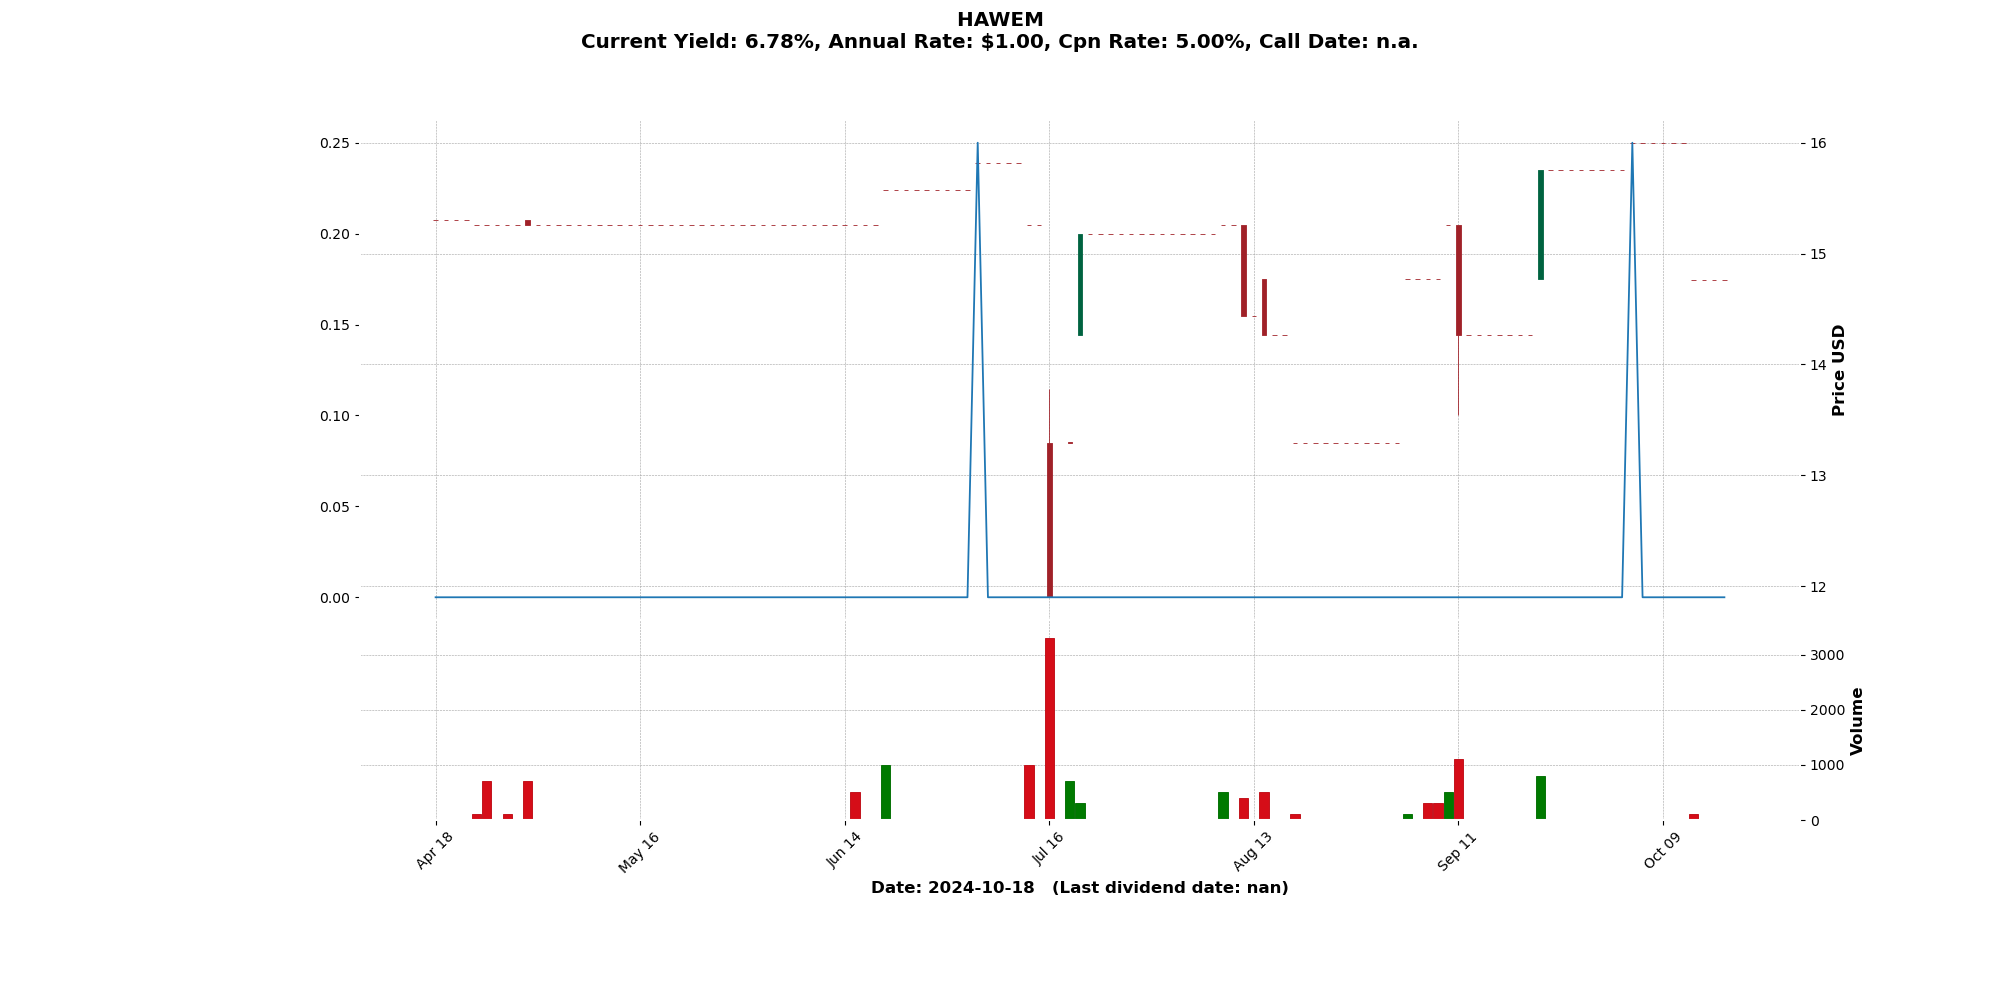 HAWEM
Current Yield: 6.78%, Annual Rate: $1.00, Cpn Rate: 5.00%, Call Date: n.a.
0.25
0.20
0.15
0.10
0.05
0.00
16
15
14
13
12
Price USD
3000
2000
1000
0
Volume
Apr 18
May 16
Jun 14
Jul 16
Aug 13
Sep 11
Oct 09
Date: 2024-10-18   (Last dividend date: nan)